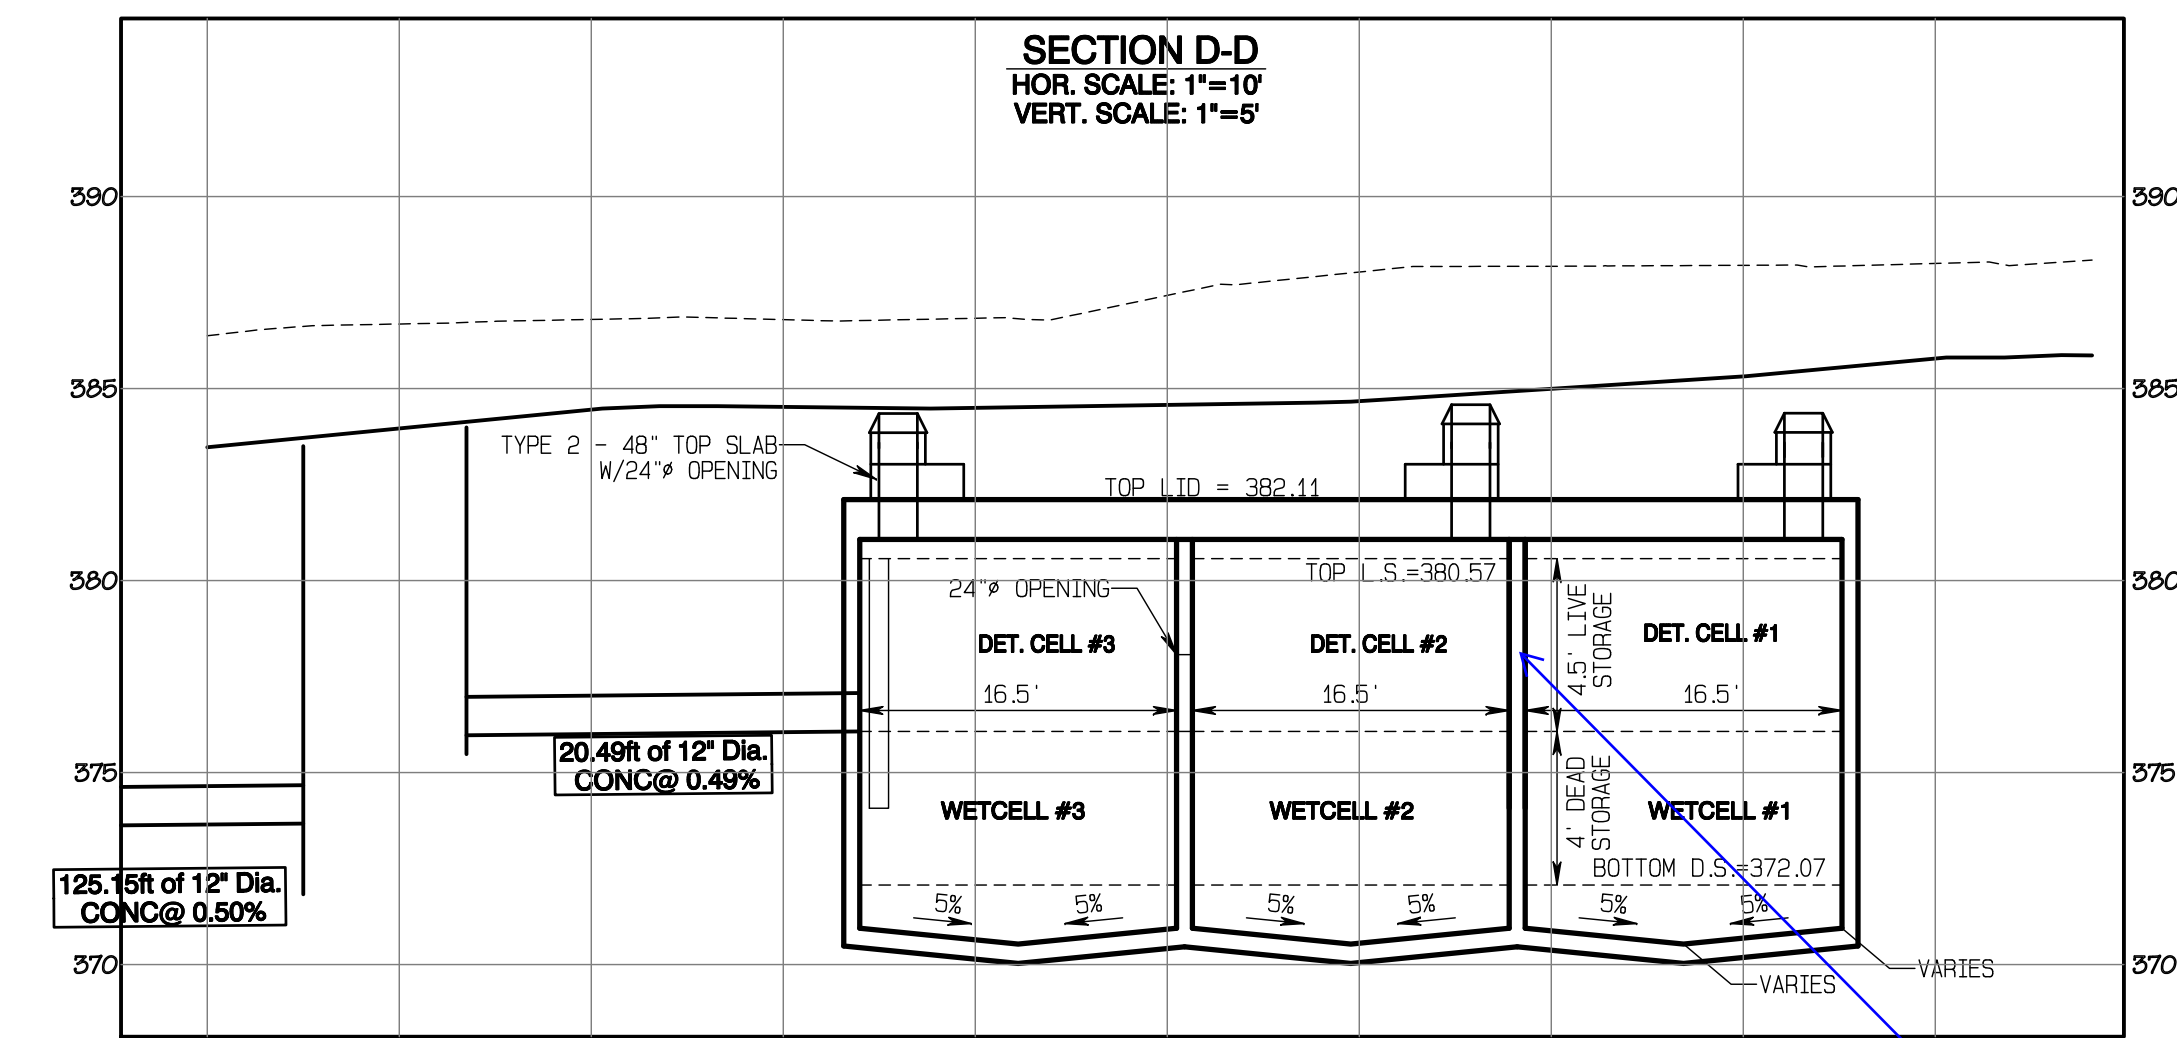 SECTION D-D
HOR. SCALE: 1"=10'
VERT. SCALE: 1"=5'
390
390
385
385
TYPE 2 - 48" TOP SLAB
W/24"ø OPENING
TOP LID = 382.11
380
380
TOP L.S.=380.57
24"ø OPENING
4.5' LIVE
STORAGE
DET. CELL #3
DET. CELL #2
DET. CELL #1
16.5'
16.5'
16.5'
20.49ft of 12" Dia.
CONC@ 0.49%
375
375
4' DEAD
STORAGE
WETCELL #3
WETCELL #2
WETCELL #1
BOTTOM D.S.=372.07
125.15ft of 12" Dia.
CONC@ 0.50%
5%
5%
5%
5%
5%
5%
370
370
VARIES
VARIES